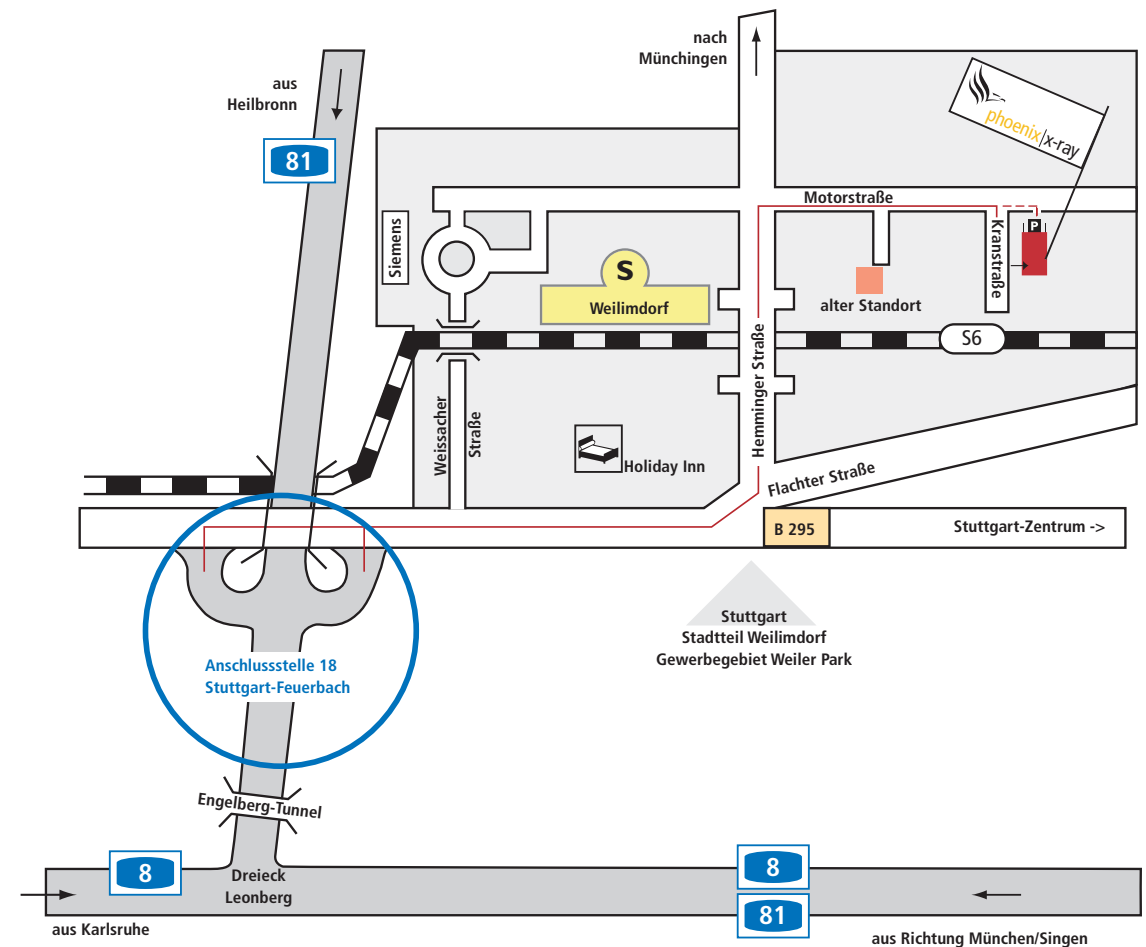 nach
Münchingen
aus
Heilbronn
81
phoenix|x-ray
Motorstraße
P
Kranstraße
Siemens
S
Weilimdorf
alter Standort
S6
Hemminger Straße
Weissacher
Straße
Holiday Inn
Flachter Straße
B 295
Stuttgart-Zentrum ->
Stuttgart
Stadtteil Weilimdorf
Gewerbegebiet Weiler Park
Anschlussstelle 18
Stuttgart-Feuerbach
Engelberg-Tunnel
8
Dreieck
Leonberg
8
81
aus Karlsruhe
aus Richtung München/Singen